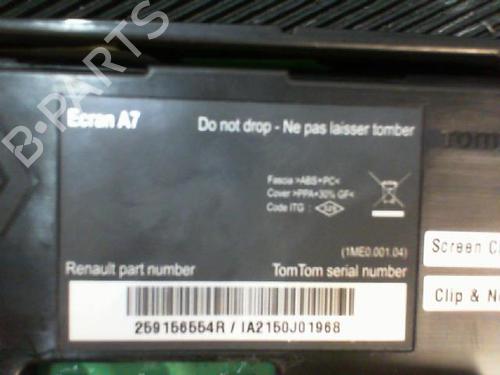 B-PARTS
Ecran A7
Do not drop - Ne pas laisser tomber
Fascia >ABS+PC<
Cover >PPA+30% GF<
Code ITG :
(1ME0.001.04)
Renault part number
TomTom serial number
259156554R / IA2150J01968
TomT
Screen C
Clip & N